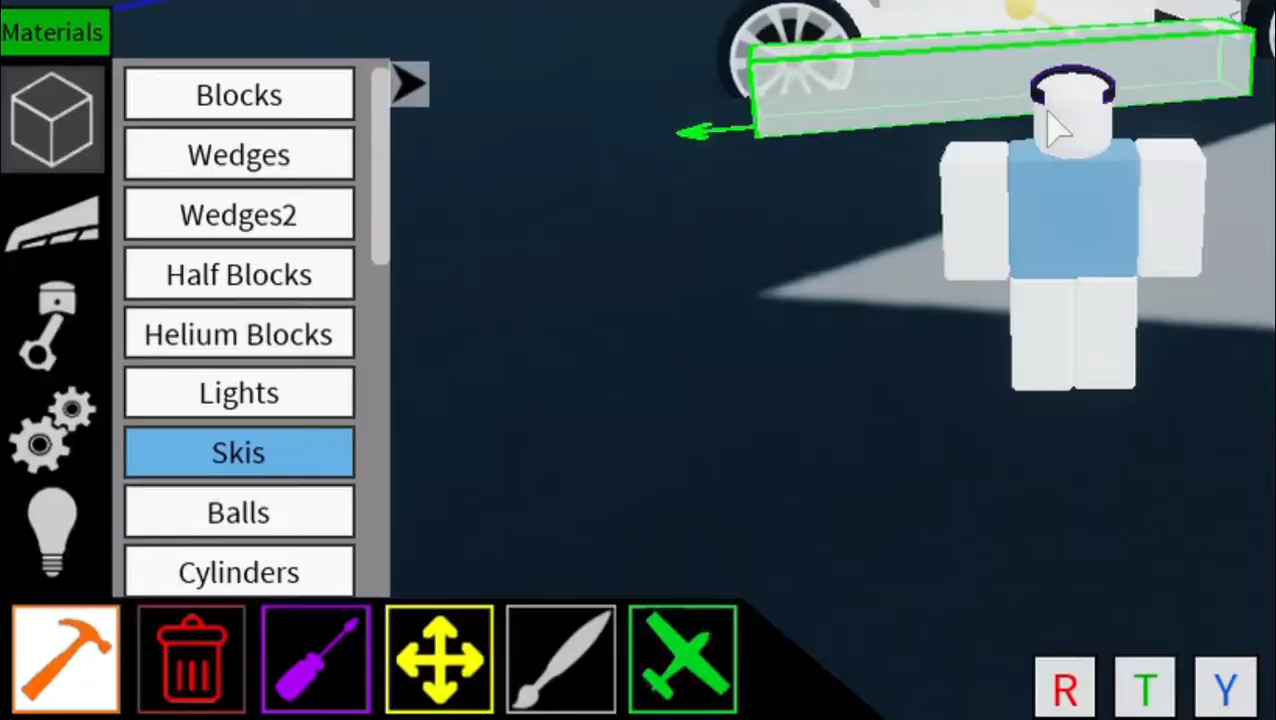 Materials
Blocks
Wedges
Wedges2
Half Blocks
Helium Blocks
Lights
Skis
Balls
Cylinders
R T Y